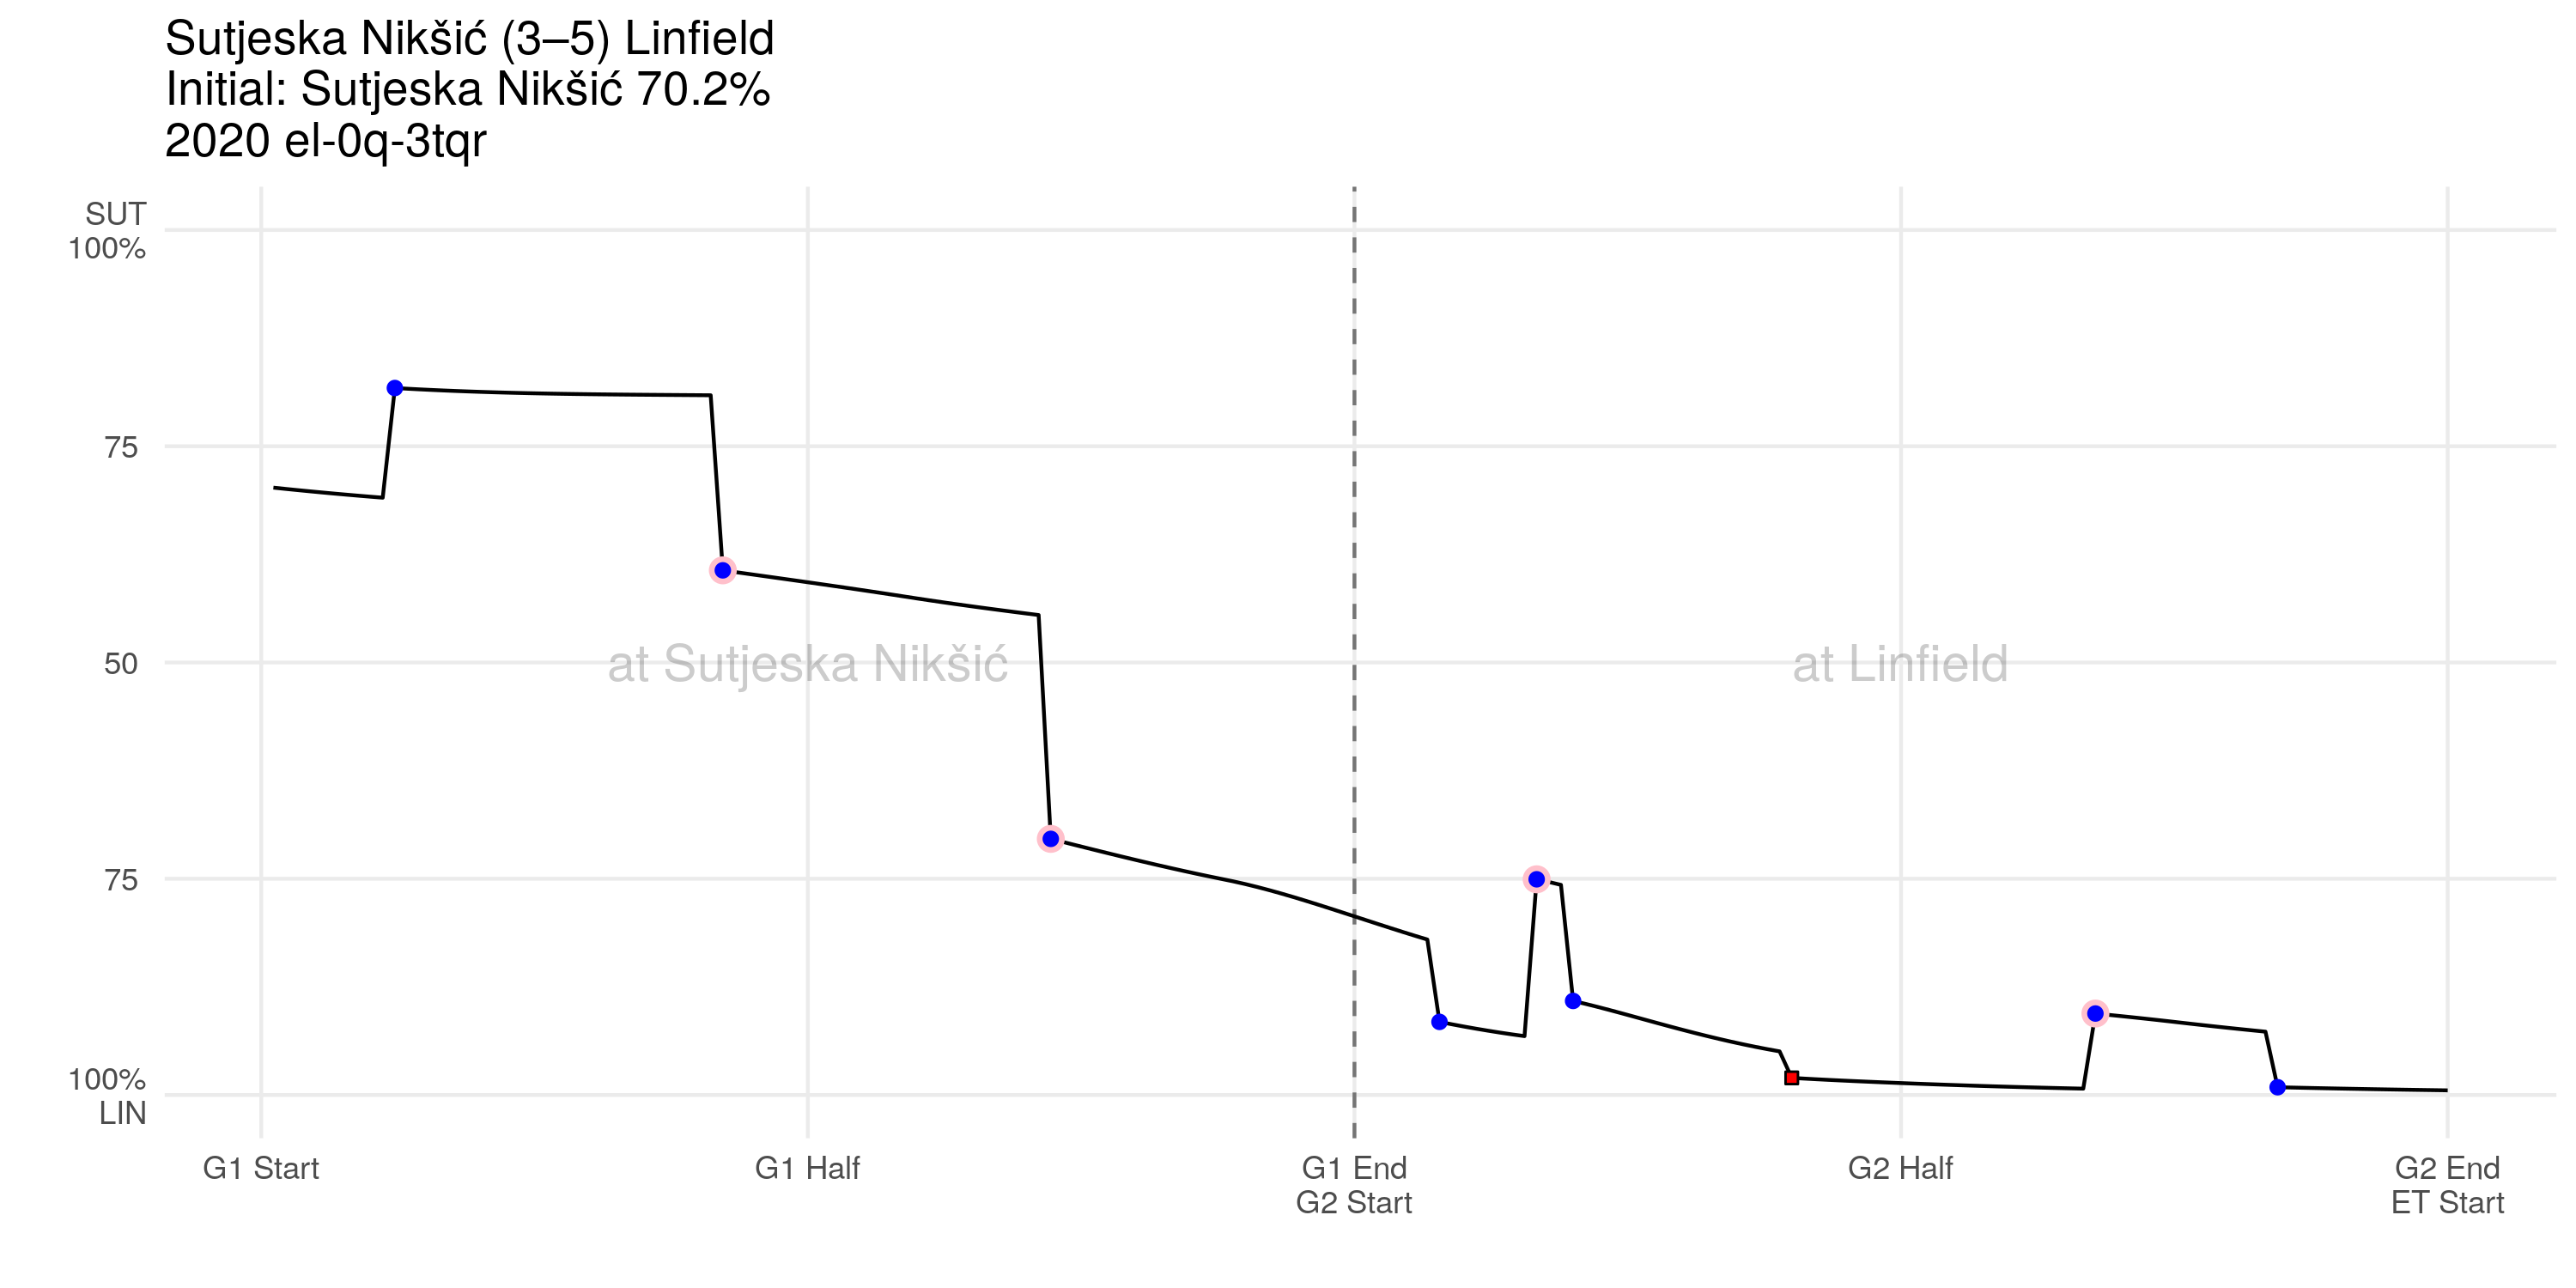 Sutjeska Nikšić (3–5) Linfield
Initial: Sutjeska Nikšić 70.2%
2020 el-0q-3tqr
SUT
100%
75
50
75
100%
LIN
at Sutjeska Nikšić
at Linfield
G1 Start
G1 Half
G1 End
G2 Start
G2 Half
G2 End
ET Start